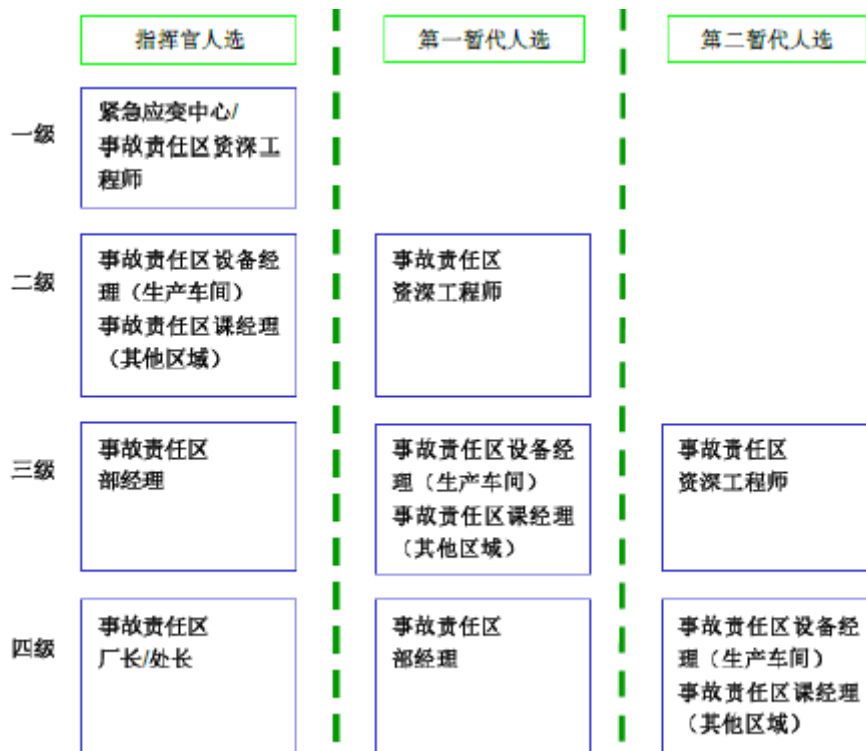 指挥官人选
第一暂代人选
第二暂代人选
一级
紧急应变中心/
事故责任区资深工
程师
二级
事故责任区设备经
理（生产车间）
事故责任区课经理
（其他区域）
事故责任区
资深工程师
三级
事故责任区
部经理
事故责任区设备经
理（生产车间）
事故责任区课经理
（其他区域）
事故责任区
资深工程师
四级
事故责任区
厂长/处长
事故责任区
部经理
事故责任区设备经
理（生产车间）
事故责任区课经理
（其他区域）